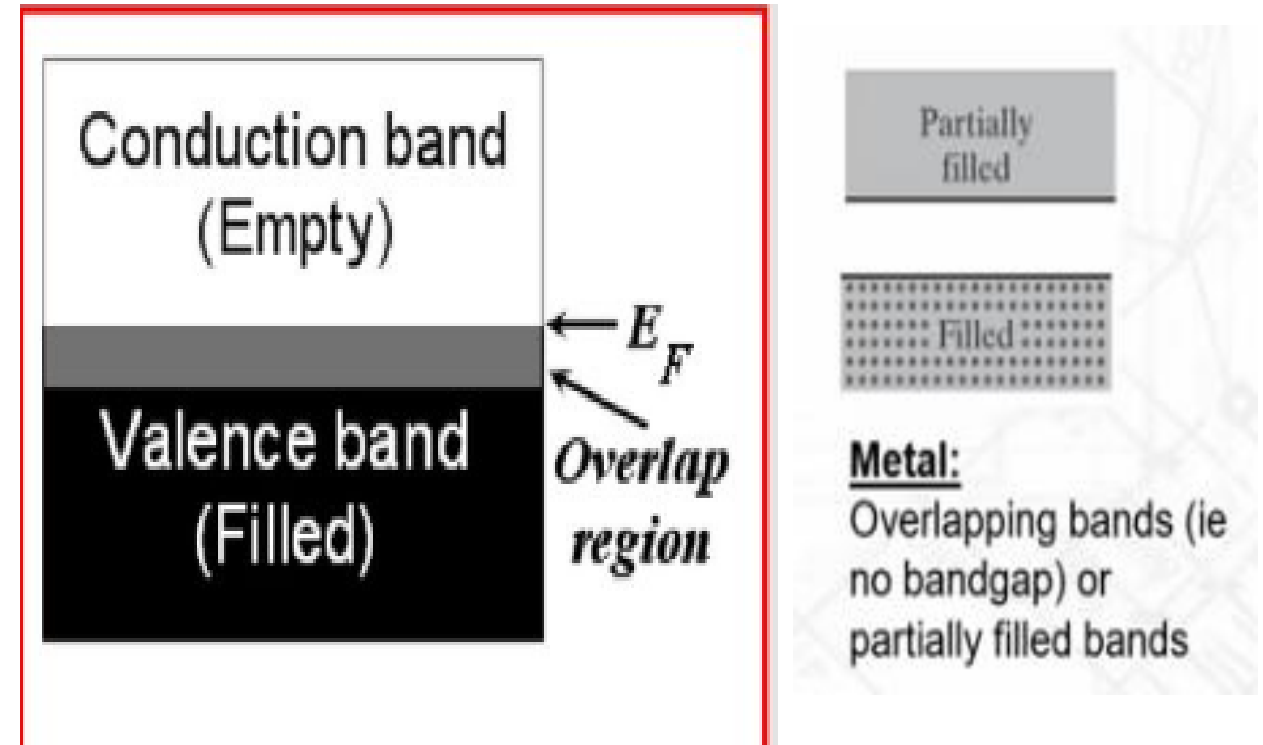 Conduction band
(Empty)
E_F
Overlap
region
Valence band
(Filled)
Partially
filled
Filled
Metal:
Overlapping bands (ie
no bandgap) or
partially filled bands